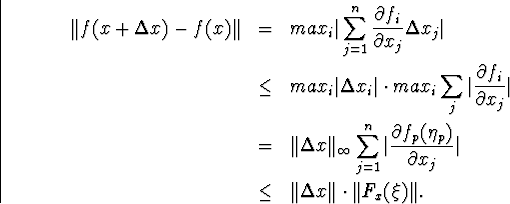 ‖f(x + Δx) − f(x)‖ = max_i|∑_{j=1}^{n} ∂f_i/∂x_j Δx_j|
≤ max_i|Δx_i| · max_i ∑_j |∂f_i/∂x_j|
= ‖Δx‖_∞ ∑_{j=1}^{n} |∂f_p(η_p)/∂x_j|
≤ ‖Δx‖ · ‖F_x(ξ)‖.